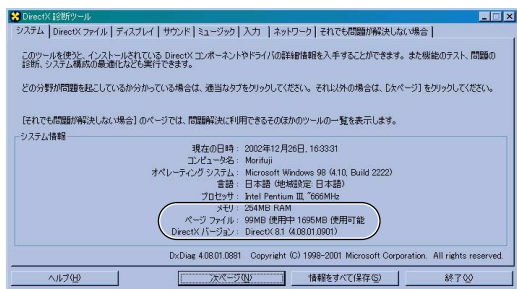 DirectX 診断ツール
システム DirectX ファイル ディスプレイ サウンド ミュージック 入力 ネットワーク それでも問題が解決しない場合
このツールを使うと、インストールされている DirectX コンポーネントやドライバの詳細情報を入手することができます。また機能のテスト、問題の
診断、システム構成の最適化なども実行できます。
どの分野が問題を起こしているか分かっている場合は、適当なタブをクリックしてください。それ以外の場合は、[次ページ] をクリックしてください。
[それでも問題が解決しない場合] のページでは、問題解決に利用できるそのほかのツールの一覧を表示します。
システム情報
現在の日時： 2002年12月26日、16:33:31
コンピュータ名： Morifuji
オペレーティング システム： Microsoft Windows 98 (4.10, Build 2222)
言語： 日本語 (地域設定: 日本語)
プロセッサ： Intel Pentium III, ~666MHz
メモリ： 254MB RAM
ページ ファイル： 99MB 使用中 1695MB 使用可能
DirectX バージョン： DirectX 8.1 (4.08.01.0901)
DxDiag 4.08.01.0881 Copyright (C) 1998-2001 Microsoft Corporation. All rights reserved.
ヘルプ(H) 次ページ(N) 情報をすべて保存(S) 終了(X)